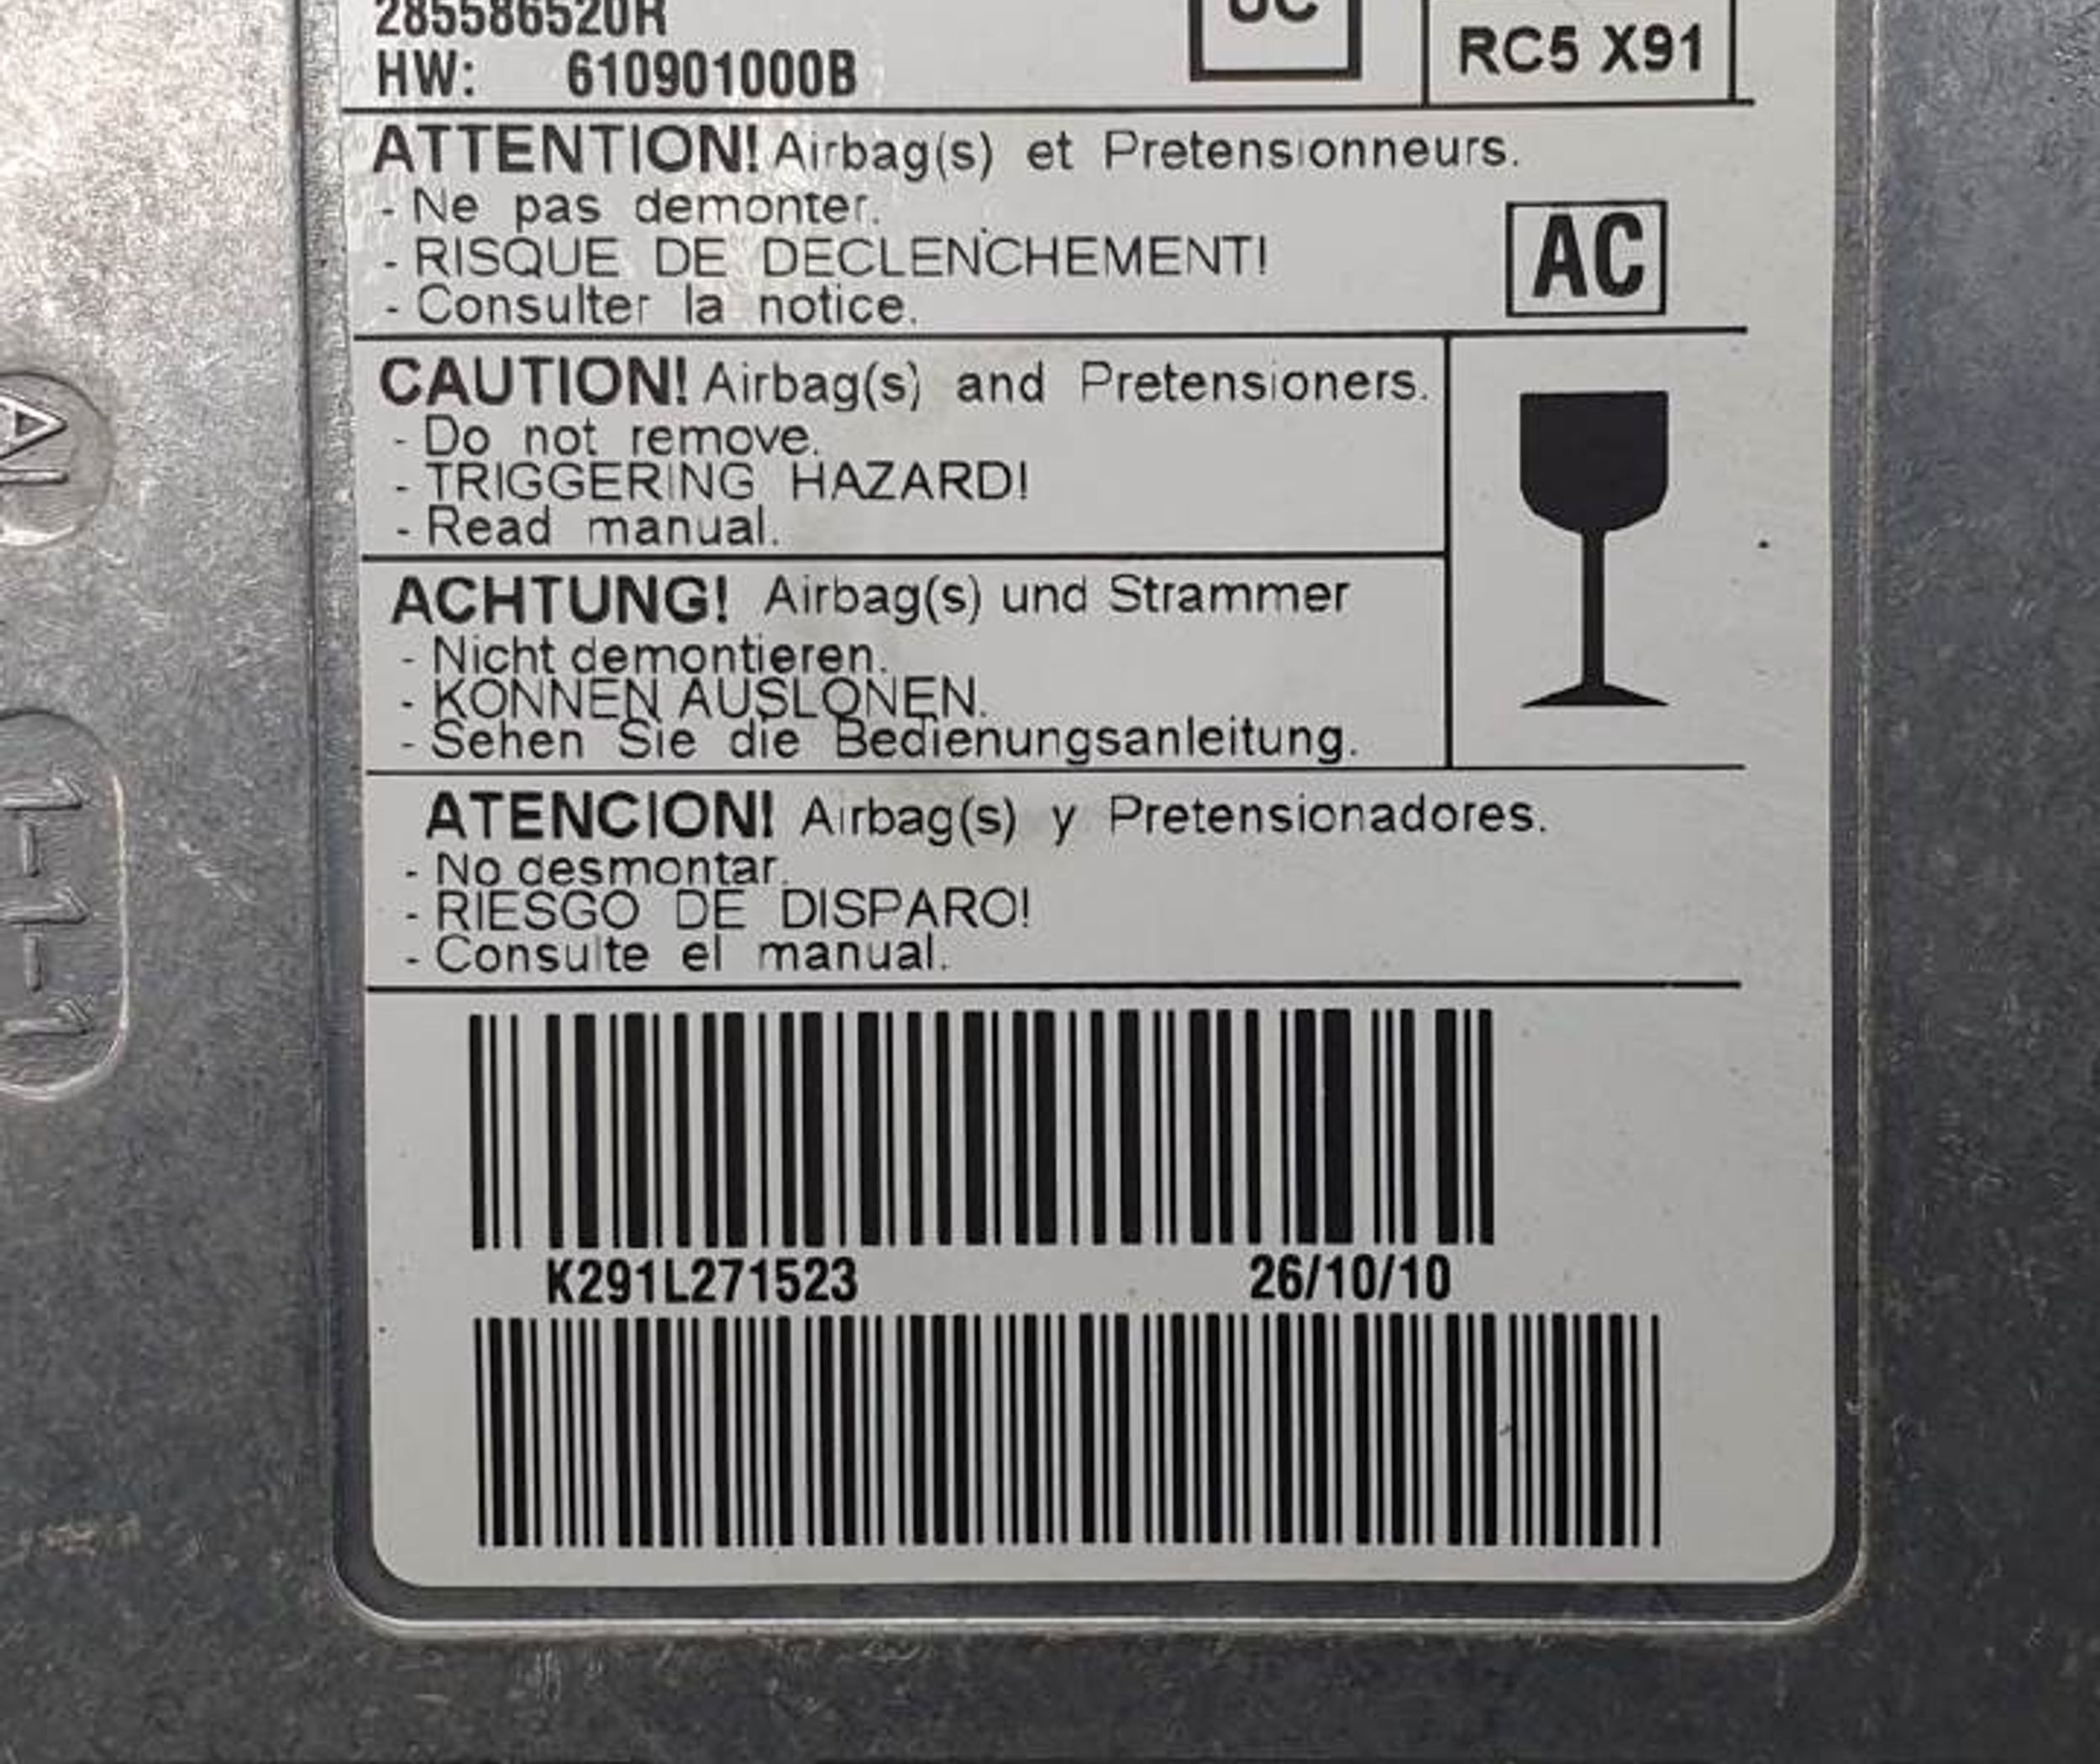 285586520R
HW: 610901000B
RC5 X91
ATTENTION! Airbag(s) et Pretensionneurs.
- Ne pas demonter.
- RISQUE DE DECLENCHEMENT!
- Consulter la notice.
AC
CAUTION! Airbag(s) and Pretensioners.
- Do not remove.
- TRIGGERING HAZARD!
- Read manual.
ACHTUNG! Airbag(s) und Strammer
- Nicht demontieren.
- KONNEN AUSLONEN.
- Sehen Sie die Bedienungsanleitung.
ATENCION! Airbag(s) y Pretensionadores.
- No desmontar.
- RIESGO DE DISPARO!
- Consulte el manual.
K291L271523 26/10/10
1-1-1